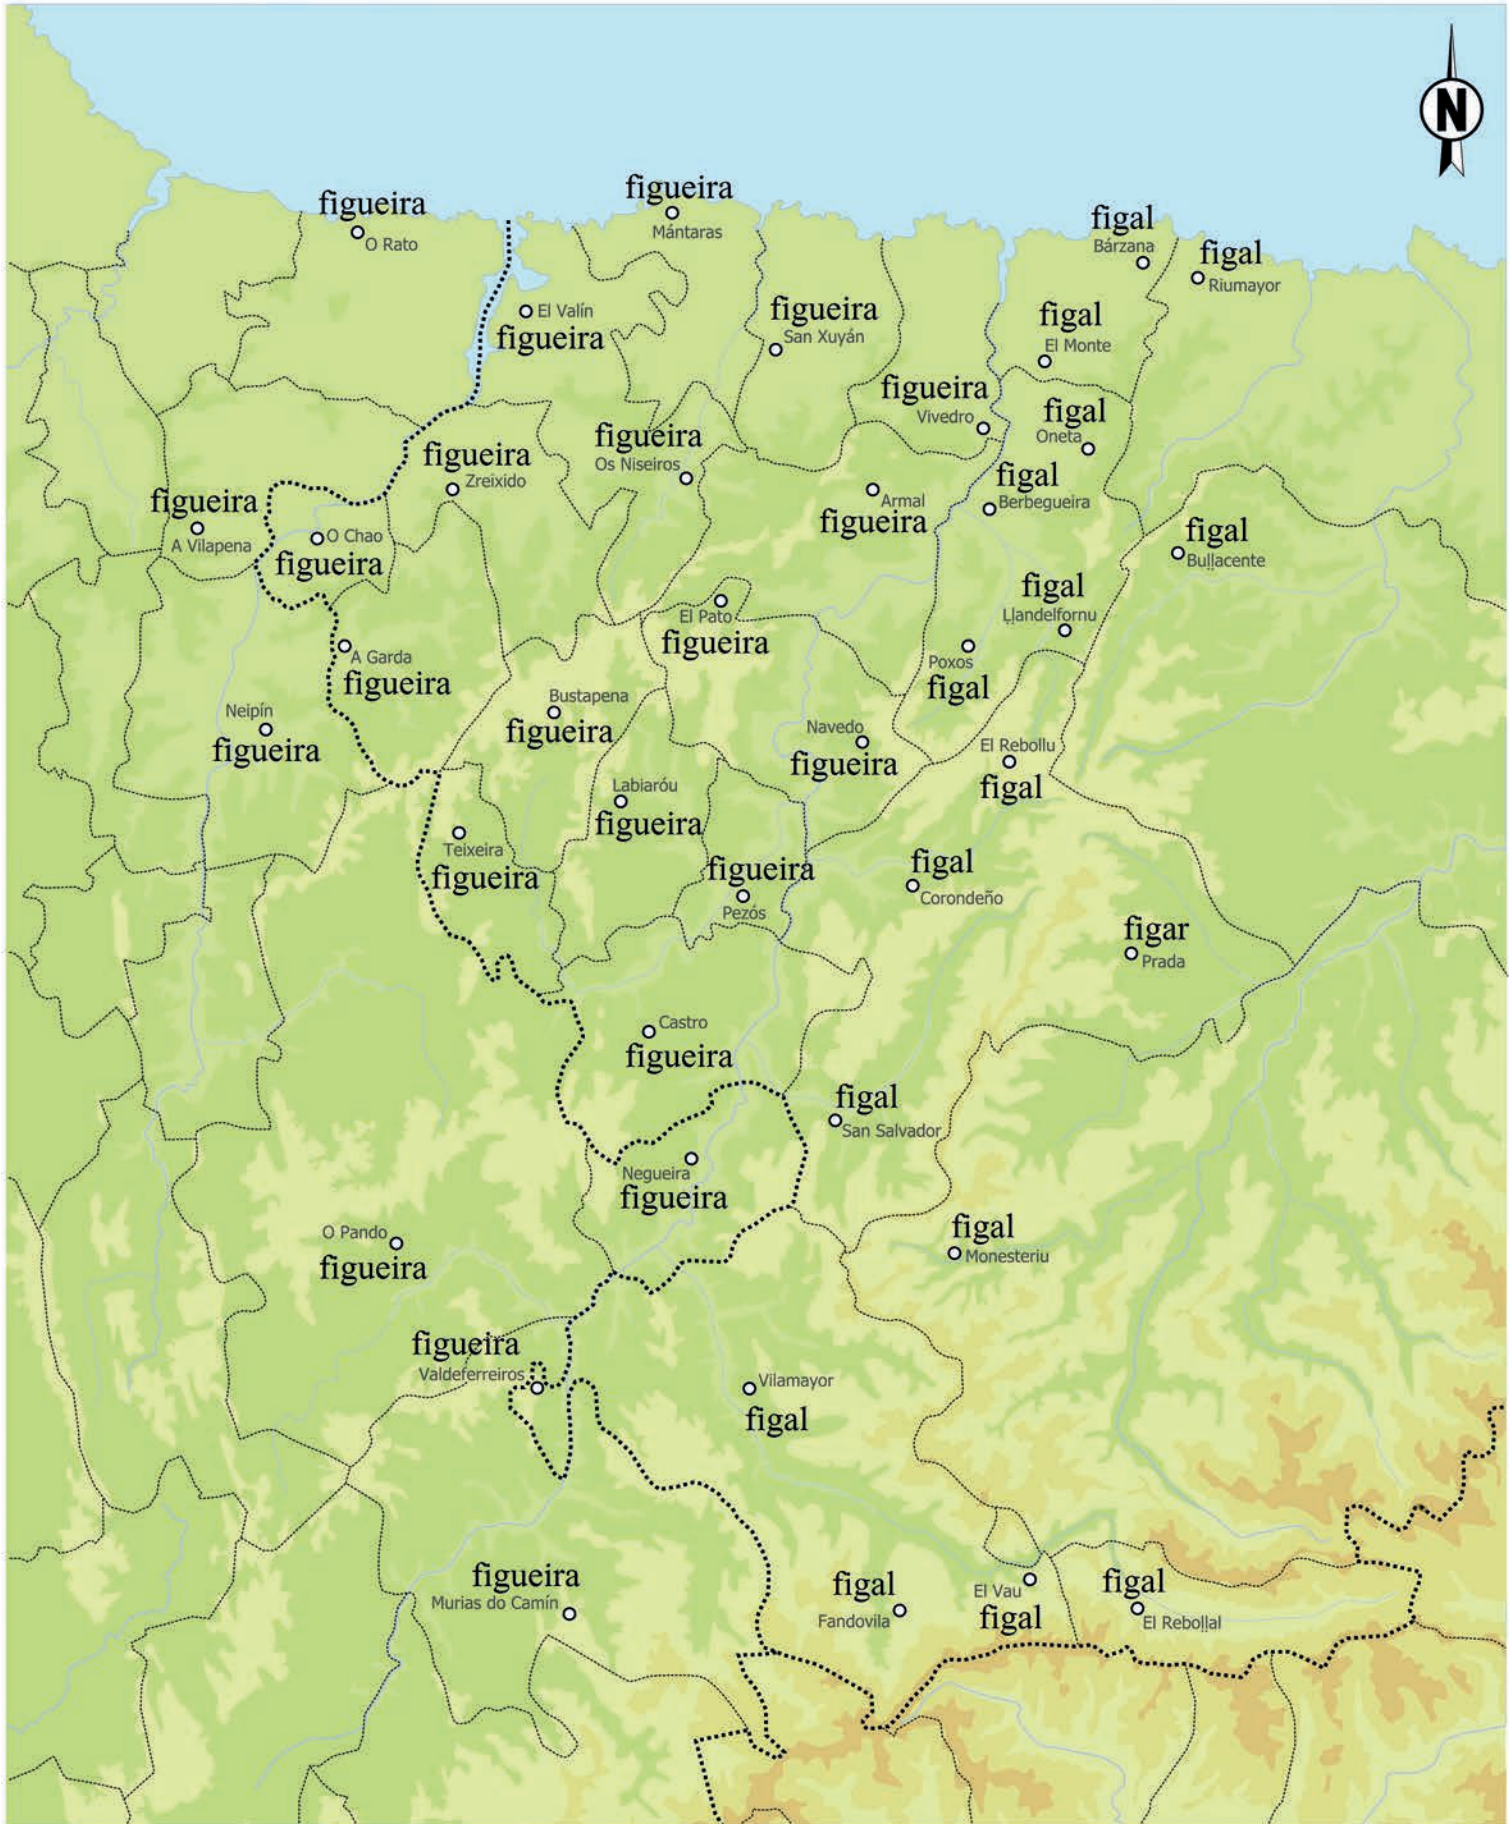 N
figueira
O Rato
figueira
Mántaras
figal
Bárzana
figal
Riumayor
El Valín
figueira
figueira
San Xuyán
figal
El Monte
figueira
Vivedro
figal
Oneta
figueira
Zreixido
figueira
Os Niseiros
figal
Berbegueira
Armal
figueira
figueira
A Vilapena
O Chao
figueira
figal
Buḷḷacente
El Pato
figueira
figal
Ḷḷandelfornu
A Garda
figueira
Poxos
figal
Neipín
figueira
Bustapena
figueira
Navedo
figueira
El Rebollu
figal
Labiaróu
figueira
Teixeira
figueira
figueira
Pezós
figal
Corondeño
figar
Prada
Castro
figueira
figal
San Salvador
Negueira
figueira
O Pando
figueira
figal
Monesteriu
figueira
Valdeferreiros
Vilamayor
figal
figueira
Murias do Camín
figal
Fandovila
El Vau
figal
figal
El Reboḷḷal